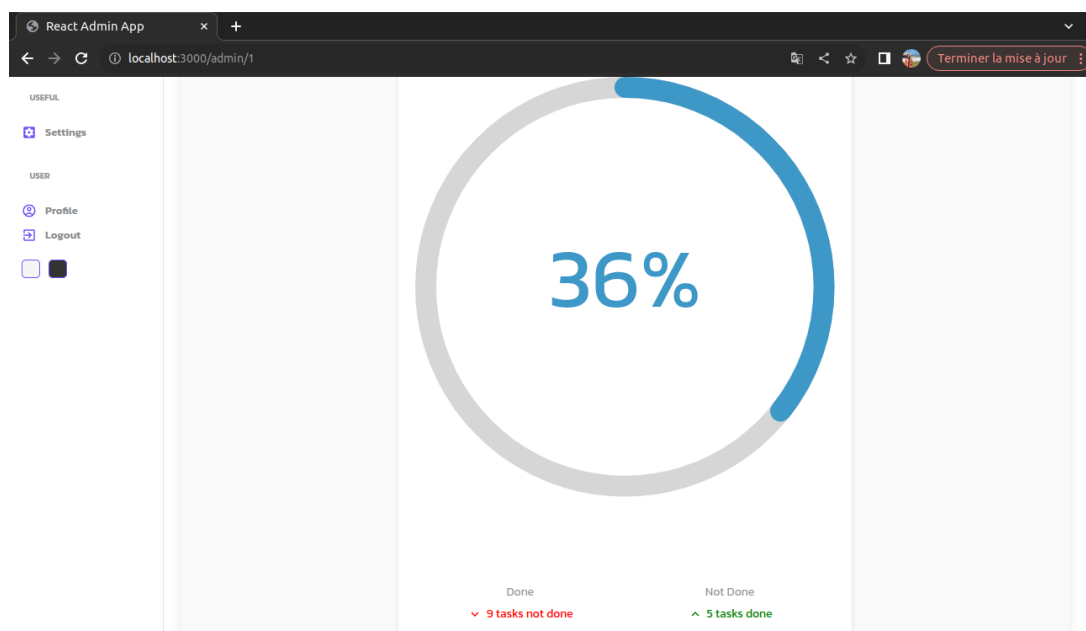 React Admin App
localhost:3000/admin/1
Terminer la mise à jour
USEFUL
Settings
USER
Profile
Logout
36%
Done
Not Done
9 tasks not done
5 tasks done